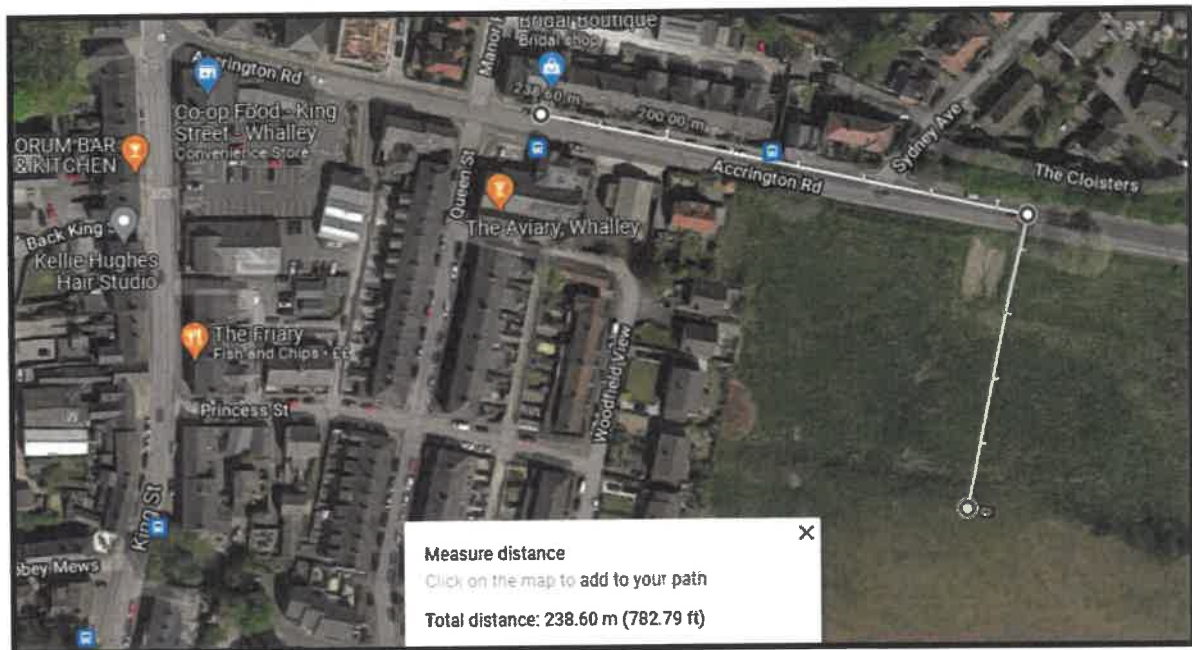 Bridal Boutique
Bridal shop
Accrington Rd
238.60 m
Co-op Food - King
Street - Whalley
Convenience Store
200.00 m
ORUM BAR
& KITCHEN
Queen St
Sydney Ave
The Cloisters
Accrington Rd
The Aviary, Whalley
Back King
Kellie Hughes
Hair Studio
The Friary
Fish and Chips • ££
Woodfield View
Princess St
King St
bbey Mews
Measure distance
Click on the map to add to your path
Total distance: 238.60 m (782.79 ft)